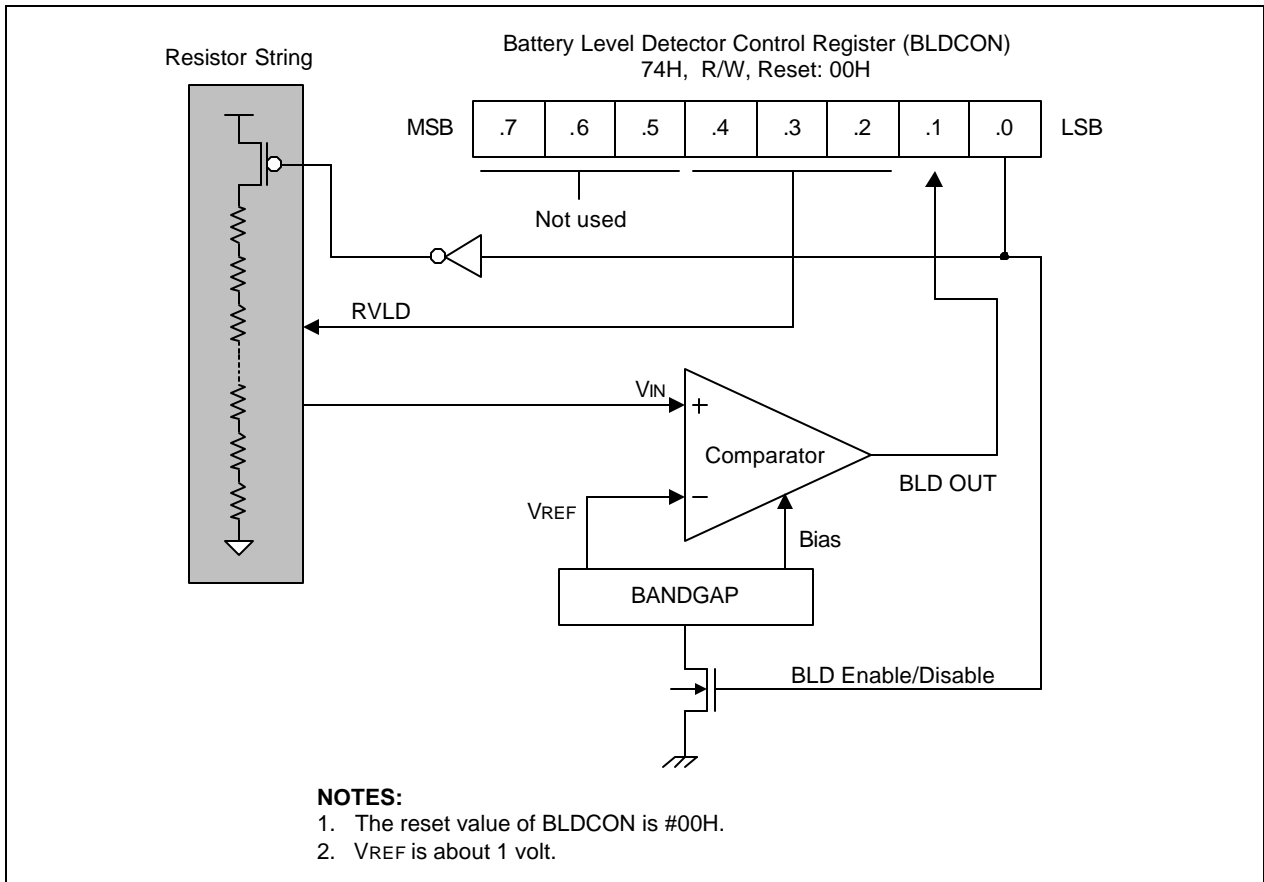 Resistor String
Battery Level Detector Control Register (BLDCON)
74H, R/W, Reset: 00H
MSB .7 .6 .5 .4 .3 .2 .1 .0 LSB
Not used
RVLD
VIN
+
Comparator
BLD OUT
−
VREF
Bias
BANDGAP
BLD Enable/Disable
NOTES:
1. The reset value of BLDCON is #00H.
2. VREF is about 1 volt.